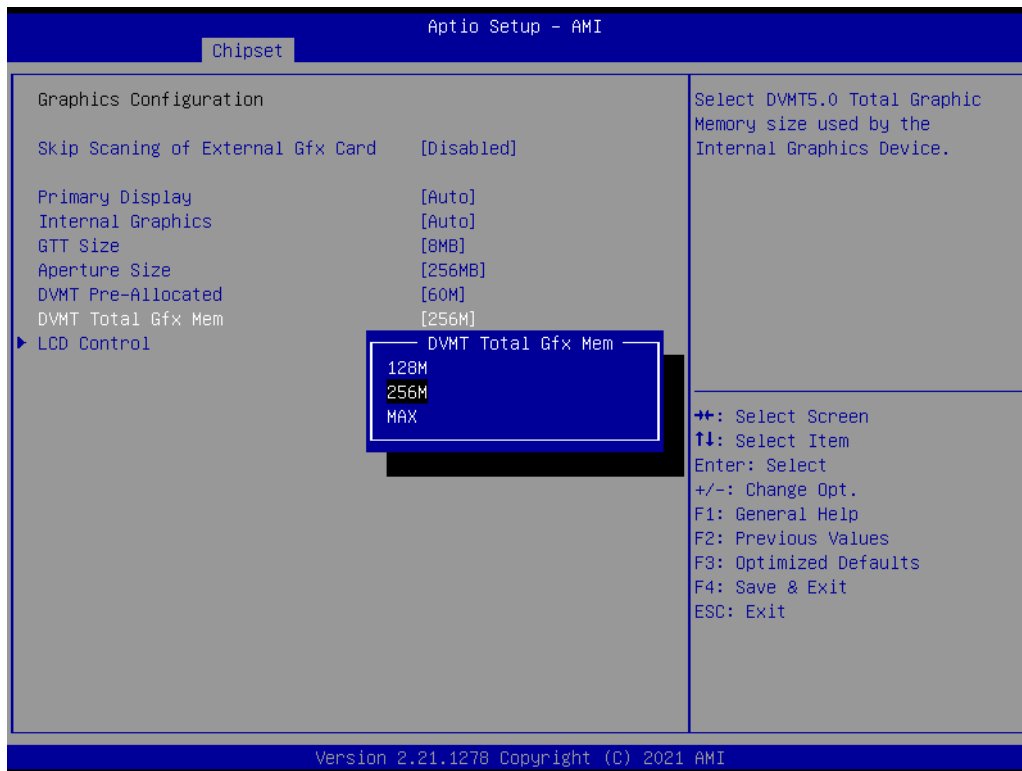 Aptio Setup – AMI
Chipset
Graphics Configuration
Skip Scaning of External Gfx Card [Disabled]
Primary Display [Auto]
Internal Graphics [Auto]
GTT Size [8MB]
Aperture Size [256MB]
DVMT Pre-Allocated [60M]
DVMT Total Gfx Mem [256M]
LCD Control
DVMT Total Gfx Mem
128M
256M
MAX
Select DVMT5.0 Total Graphic
Memory size used by the
Internal Graphics Device.
→←: Select Screen
↑↓: Select Item
Enter: Select
+/-: Change Opt.
F1: General Help
F2: Previous Values
F3: Optimized Defaults
F4: Save & Exit
ESC: Exit
Version 2.21.1278 Copyright (C) 2021 AMI